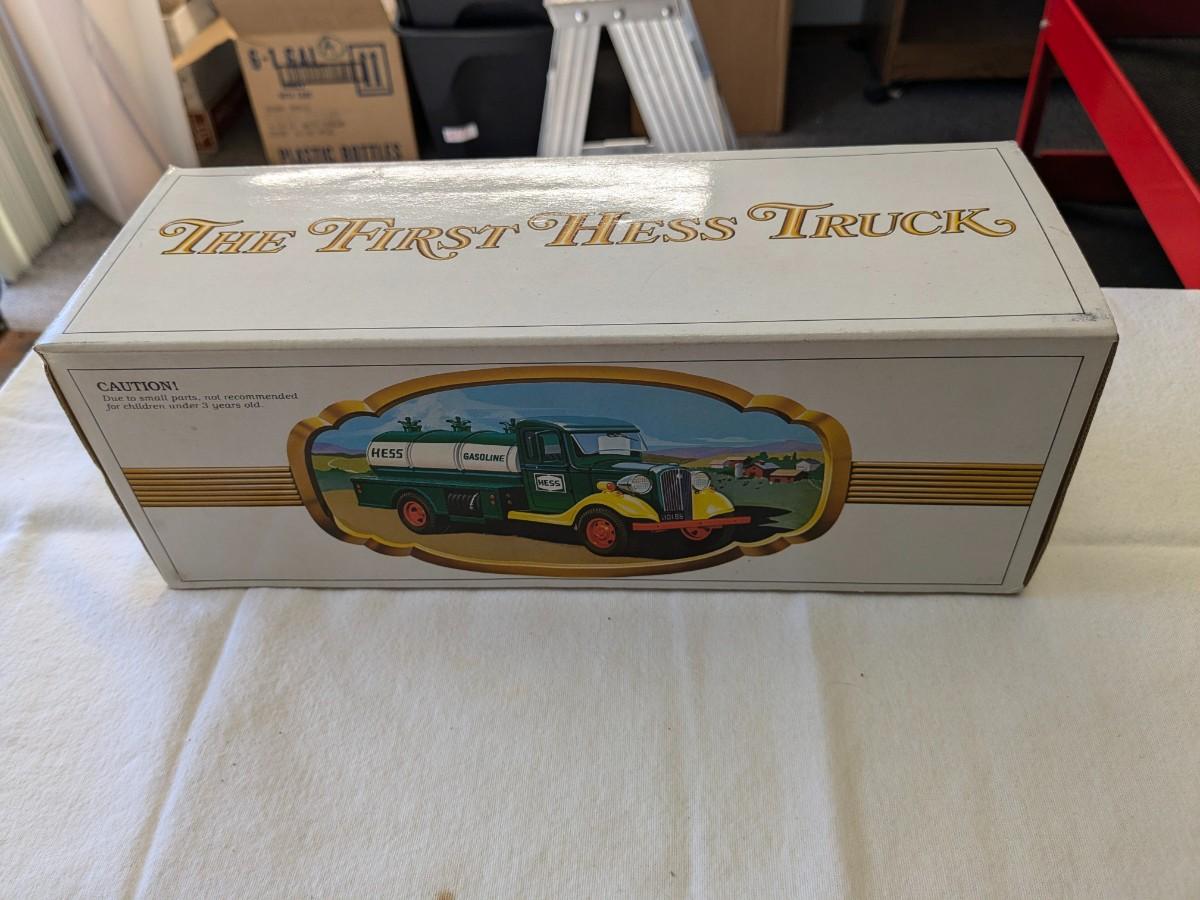 6-1 GAL
PLASTIC BOTTLES
THE FIRST HESS TRUCK
CAUTION!
Due to small parts, not recommended
for children under 3 years old.
HESS
GASOLINE
HESS